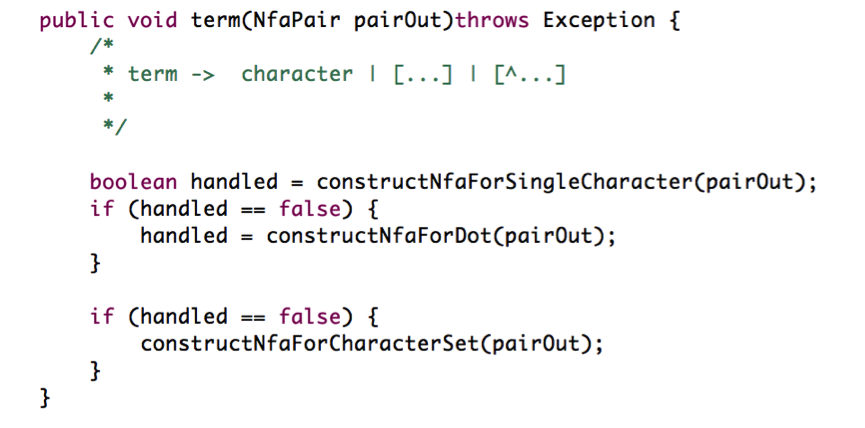 public void term(NfaPair pairOut)throws Exception {
    /*
     * term ->  character | [...] | [^...]
     *
     */

    boolean handled = constructNfaForSingleCharacter(pairOut);
    if (handled == false) {
        handled = constructNfaForDot(pairOut);
    }

    if (handled == false) {
        constructNfaForCharacterSet(pairOut);
    }
}